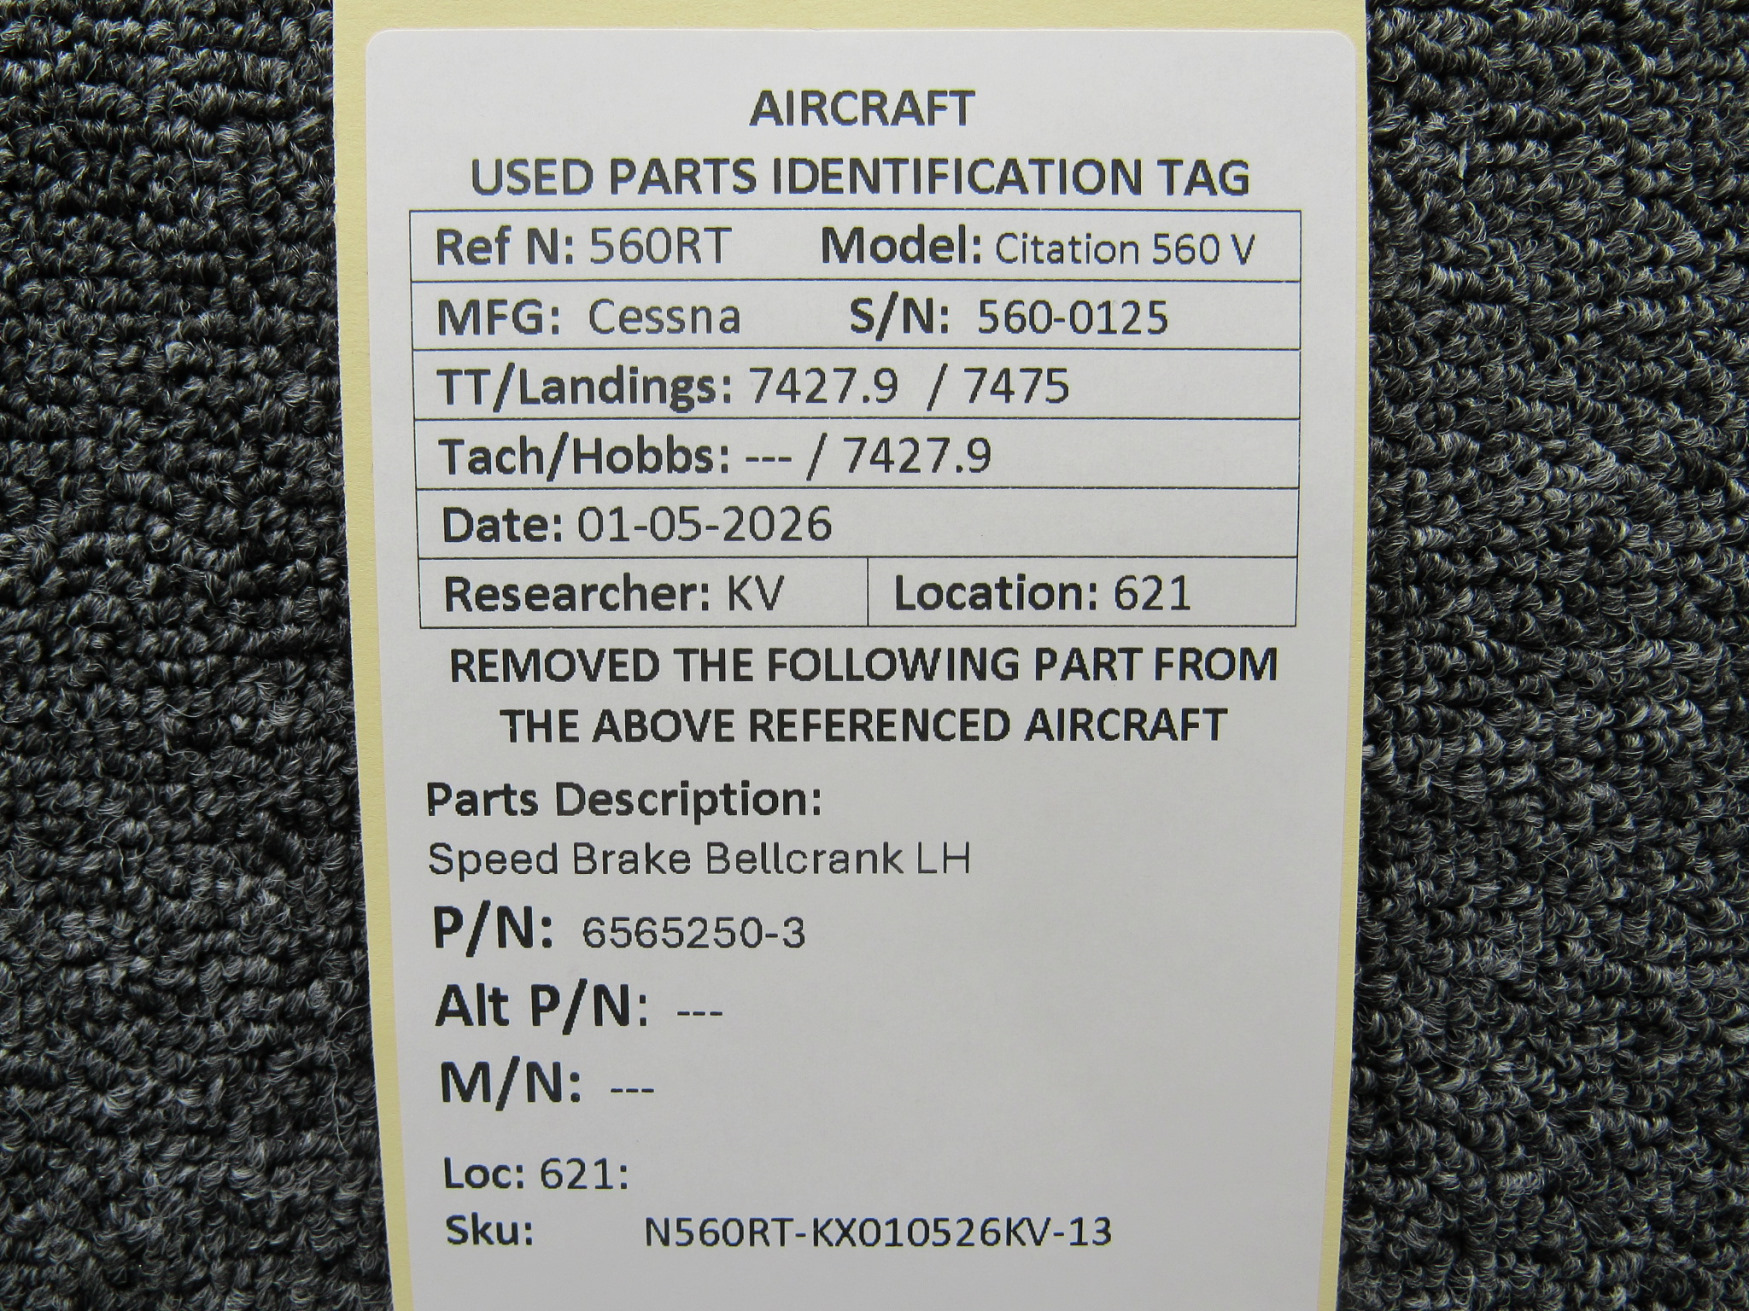 AIRCRAFT
USED PARTS IDENTIFICATION TAG
Ref N: 560RT Model: Citation 560 V
MFG: Cessna S/N: 560-0125
TT/Landings: 7427.9 / 7475
Tach/Hobbs: --- / 7427.9
Date: 01-05-2026
Researcher: KV Location: 621
REMOVED THE FOLLOWING PART FROM
THE ABOVE REFERENCED AIRCRAFT
Parts Description:
Speed Brake Bellcrank LH
P/N: 6565250-3
Alt P/N: ---
M/N: ---
Loc: 621:
Sku: N560RT-KX010526KV-13